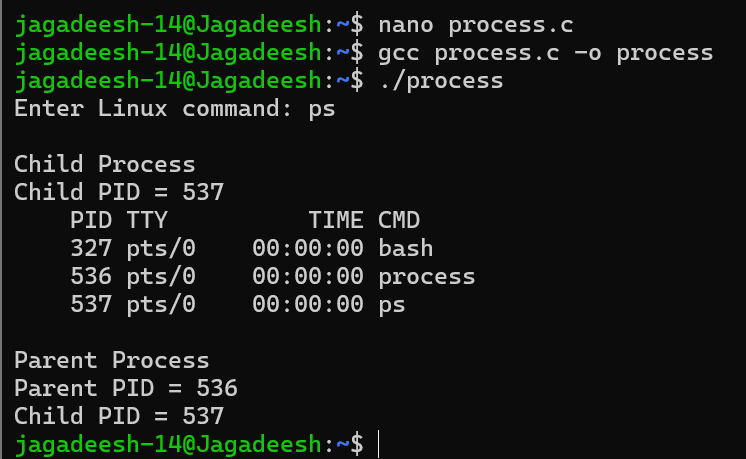 jagadeesh-14@Jagadeesh:~$ nano process.c
jagadeesh-14@Jagadeesh:~$ gcc process.c -o process
jagadeesh-14@Jagadeesh:~$ ./process
Enter Linux command: ps

Child Process
Child PID = 537
    PID TTY          TIME CMD
    327 pts/0    00:00:00 bash
    536 pts/0    00:00:00 process
    537 pts/0    00:00:00 ps

Parent Process
Parent PID = 536
Child PID = 537
jagadeesh-14@Jagadeesh:~$